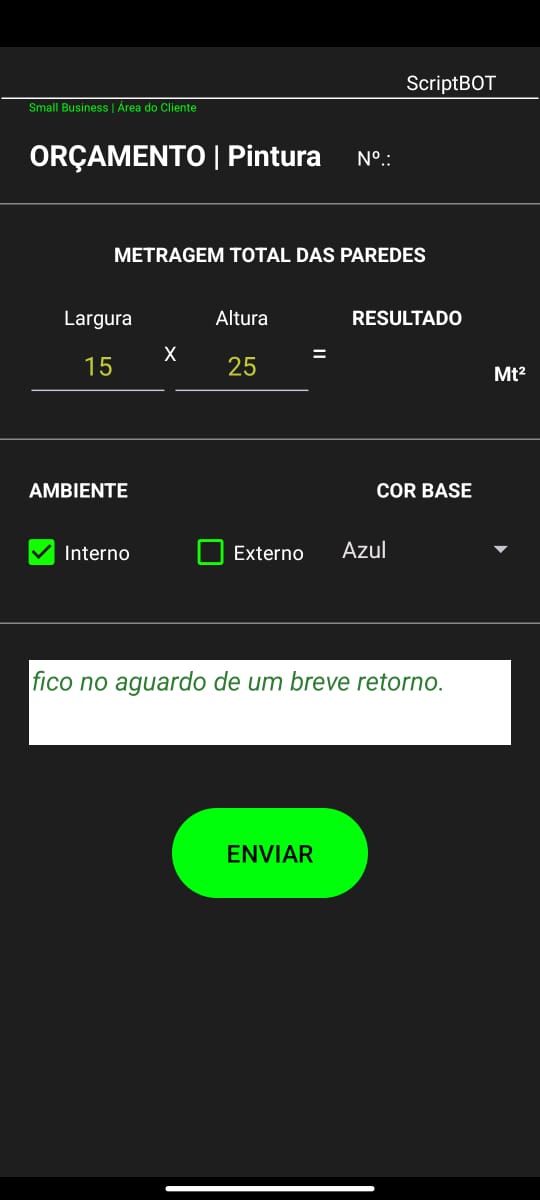 ScriptBOT
Small Business | Área do Cliente
ORÇAMENTO | Pintura Nº.:
METRAGEM TOTAL DAS PAREDES
Largura Altura RESULTADO
15 X 25 =
Mt²
AMBIENTE COR BASE
Interno Externo Azul
fico no aguardo de um breve retorno.
ENVIAR